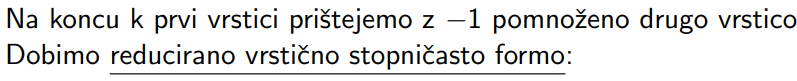 Na koncu k prvi vrstici prištejemo z −1 pomnoženo drugo vrstico
Dobimo reducirano vrstično stopničasto formo: